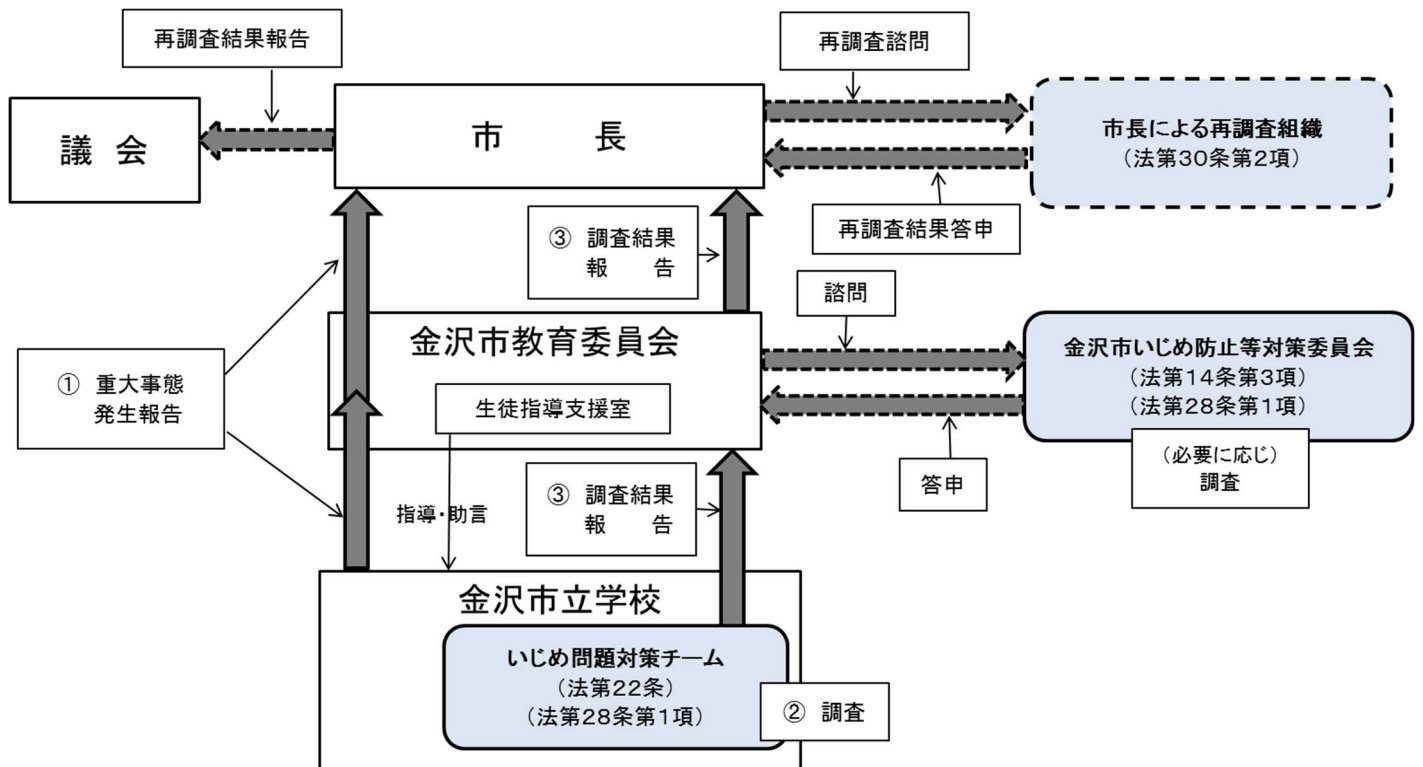 再調査結果報告
再調査諮問
議 会
市　　長
市長による再調査組織
（法第30条第2項）
再調査結果答申
③ 調査結果
報　　告
諮問
金沢市教育委員会
生徒指導支援室
金沢市いじめ防止等対策委員会
（法第14条第3項）
（法第28条第1項）
（必要に応じ）
調査
答申
① 重大事態
発生報告
指導・助言
③ 調査結果
報　　告
金沢市立学校
いじめ問題対策チーム
（法第22条）
（法第28条第1項）
② 調査